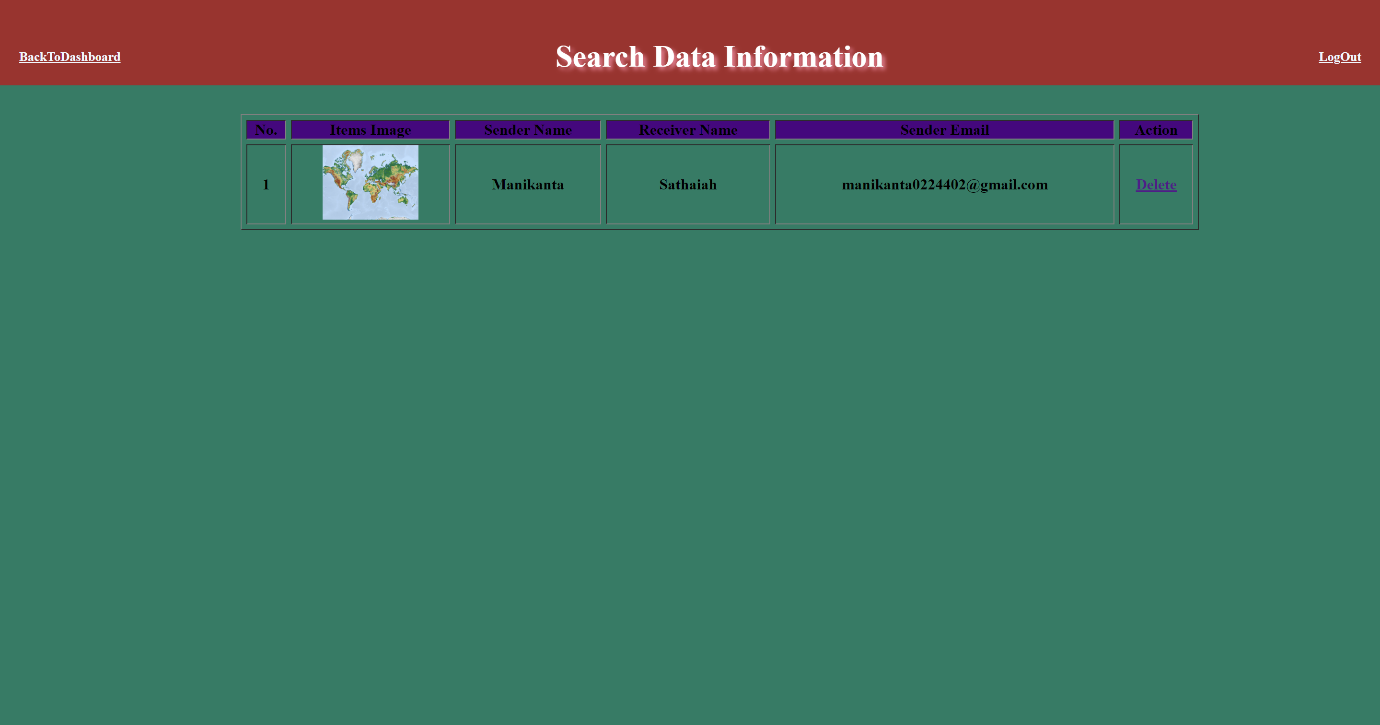 BackToDashboard
Search Data Information
LogOut
No. Items Image Sender Name Receiver Name Sender Email Action
1 Manikanta Sathaiah manikanta0224402@gmail.com Delete